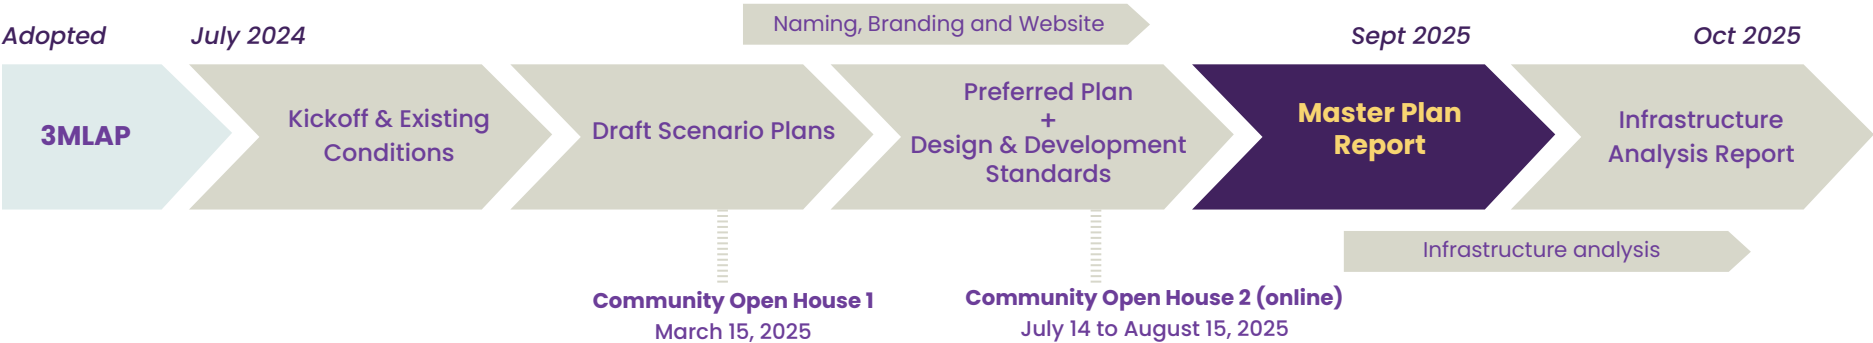 Naming, Branding and Website
Adopted
July 2024
Sept 2025
Oct 2025
3MLAP
Kickoff & Existing
Conditions
Draft Scenario Plans
Preferred Plan
+
Design & Development
Standards
Master Plan
Report
Infrastructure
Analysis Report
Infrastructure analysis
Community Open House 1
March 15, 2025
Community Open House 2 (online)
July 14 to August 15, 2025